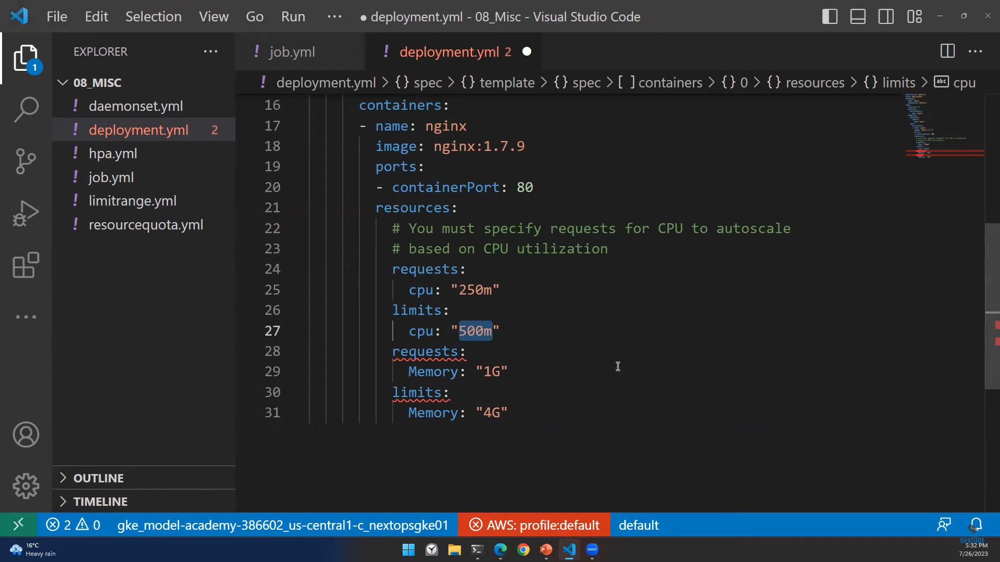 File Edit Selection View Go Run ··· ● deployment.yml - 08_Misc - Visual Studio Code
EXPLORER ···
1
08_MISC
! daemonset.yml
! deployment.yml 2
! hpa.yml
! job.yml
! limitrange.yml
! resourcequota.yml
OUTLINE
TIMELINE
! job.yml ! deployment.yml 2 ●
! deployment.yml > {} spec > {} template > {} spec > [ ] containers > {} 0 > {} resources > {} limits > abc cpu
16 containers:
17 - name: nginx
18 image: nginx:1.7.9
19 ports:
20 - containerPort: 80
21 resources:
22 # You must specify requests for CPU to autoscale
23 # based on CPU utilization
24 requests:
25 cpu: "250m"
26 limits:
27 cpu: "500m"
28 requests:
29 Memory: "1G"
30 limits:
31 Memory: "4G"
2 0 gke_model-academy-386602_us-central1-c_nextopsgke01 AWS: profile:default default
16°C
Heavy rain
zoom
nextOps
5:32 PM
7/26/2023